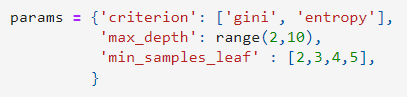 params = {'criterion': ['gini', 'entropy'],
          'max_depth': range(2,10),
          'min_samples_leaf' : [2,3,4,5],
         }